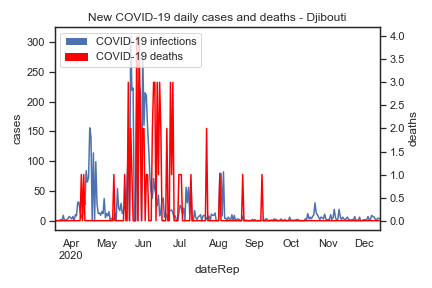 New COVID-19 daily cases and deaths - Djibouti
COVID-19 infections
COVID-19 deaths
300
250
200
150
100
50
0
cases
4.0
3.5
3.0
2.5
2.0
1.5
1.0
0.5
0.0
deaths
Apr May Jun Jul Aug Sep Oct Nov Dec
2020
dateRep